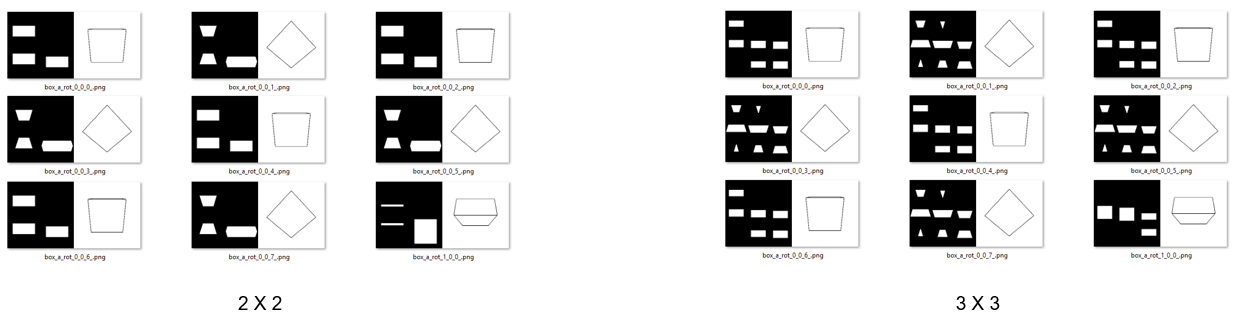 box_a_rot_0_0_0_.png box_a_rot_0_0_1_.png box_a_rot_0_0_2_.png box_a_rot_0_0_0_.png box_a_rot_0_0_1_.png box_a_rot_0_0_2_.png
box_a_rot_0_0_3_.png box_a_rot_0_0_4_.png box_a_rot_0_0_5_.png box_a_rot_0_0_3_.png box_a_rot_0_0_4_.png box_a_rot_0_0_5_.png
box_a_rot_0_0_6_.png box_a_rot_0_0_7_.png box_a_rot_1_0_0_.png box_a_rot_0_0_6_.png box_a_rot_0_0_7_.png box_a_rot_1_0_0_.png
2 X 2 3 X 3